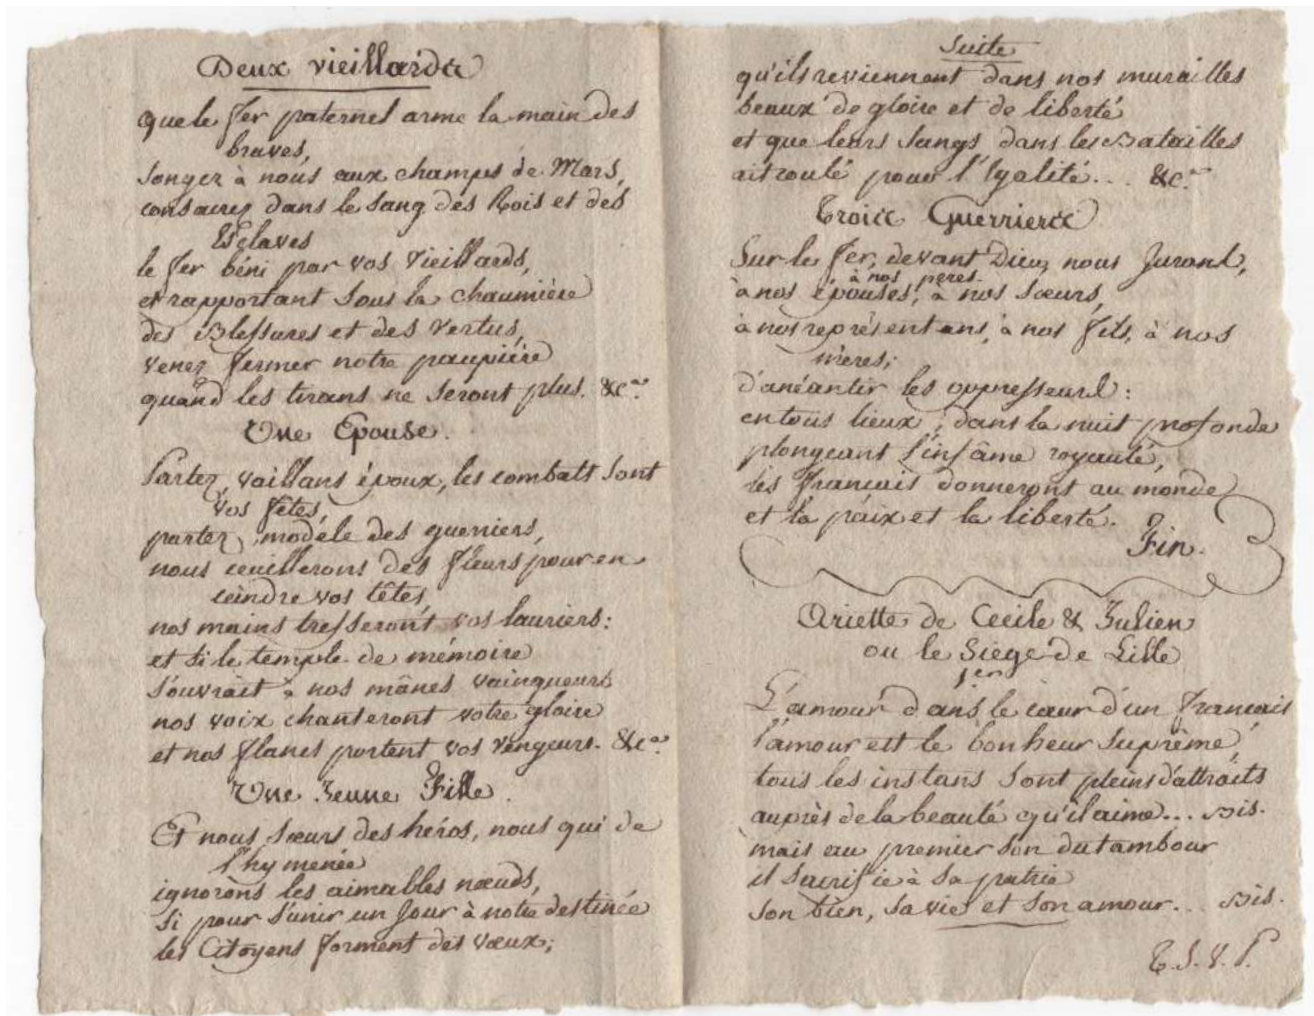 Deux vieillards
que le fer paternel arme la main des
braves,
songez à nous aux champs de Mars,
consacrez dans le sang des Rois et des
Esclaves
le fer béni par vos Vieillards,
et rapportant sous la chaumière
des Blessures et des vertus,
venez fermer notre paupière
quand les tirans ne seront plus. &c.
Une Epouse.
Partez, vaillans époux, les combats sont
vos fêtes,
partez, modéle des guerriers,
nous ceuillerons des fleurs pour en
ceindre vos têtes,
nos mains tresseront vos lauriers:
et si le temple de mémoire
s'ouvrait à nos mânes vainqueurs
nos voix chanteront votre gloire
et nos flancs portent vos vengeurs. &c.
Une Jeune Fille.
Et nous sœurs des héros, nous qui de
l'hymenée
ignorons les aimables nœuds,
si pour s'unir un Jour à notre destinée
les Citoyens forment des vœux;
Suite
qu'ils reviennent dans nos murailles
beaux de gloire et de liberté
et que leurs sangs dans les Batailles
ait roulé pour l'Egalité... &c.
Trois Guerriers
Sur le fer, devant Dieu, nous Jurons,
à nos pères
à nos épouses, à nos sœurs,
à nos représentans, à nos fils, à nos
mères;
d'anéantir les oppresseurs:
en tous lieux, dans la nuit profonde
plongeant l'infâme royauté,
les français donneront au monde
et la paix et la liberté.
Fin.
Ariette de Cecile & Julien
ou le Siege de Lille
1er
L'amour dans le cœur d'un français
l'amour est le bonheur suprème,
tous les instans sont pleins d'attraits
auprès de la beauté qu'il aime... Bis.
mais au premier son du tambour
il sacrifie à sa patrie
son bien, sa vie et son amour... Bis.
T.S.V.P.